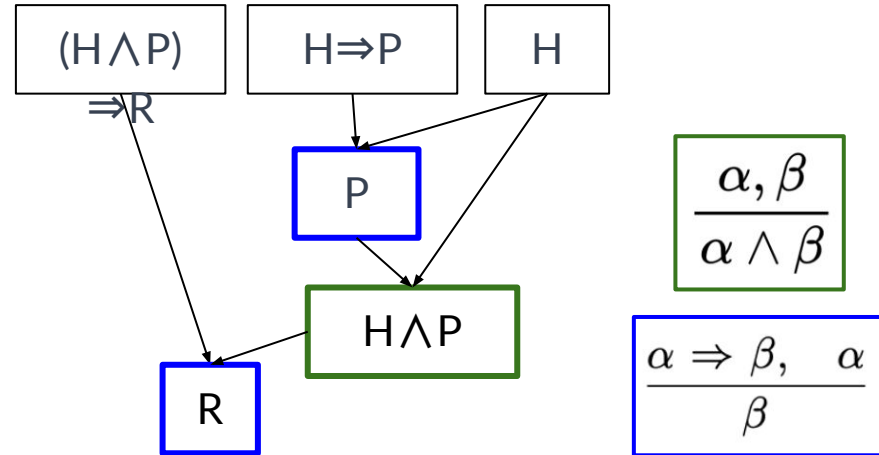 (H∧P)
⇒R
H⇒P
H
P
H∧P
R
α, β
α ∧ β
α ⇒ β, α
β